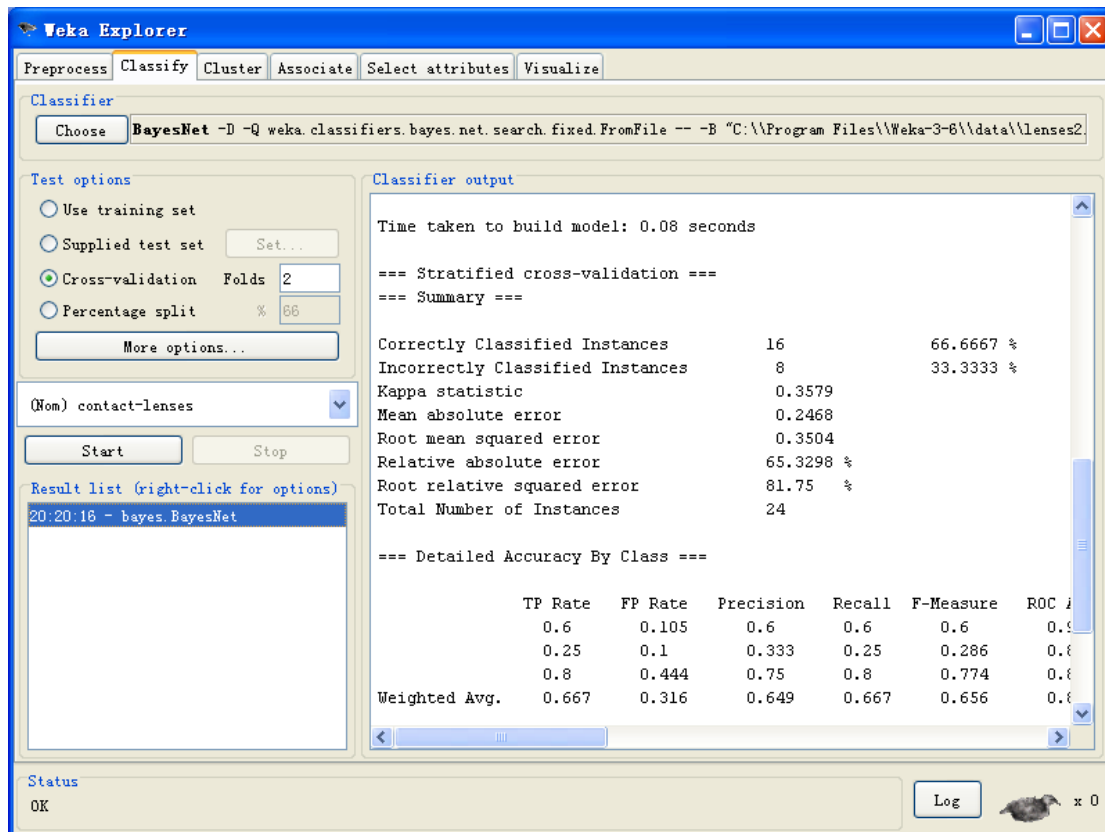 Weka Explorer
Preprocess Classify Cluster Associate Select attributes Visualize
Classifier
Choose BayesNet -D -Q weka.classifiers.bayes.net.search.fixed.FromFile -- -B "C:\\Program Files\\Weka-3-6\\data\\lenses2.
Test options
Use training set
Supplied test set Set...
Cross-validation Folds 2
Percentage split % 66
More options...
(Nom) contact-lenses
Start Stop
Result list (right-click for options)
20:20:16 - bayes.BayesNet
Classifier output
Time taken to build model: 0.08 seconds
=== Stratified cross-validation ===
=== Summary ===
Correctly Classified Instances 16 66.6667 %
Incorrectly Classified Instances 8 33.3333 %
Kappa statistic 0.3579
Mean absolute error 0.2468
Root mean squared error 0.3504
Relative absolute error 65.3298 %
Root relative squared error 81.75 %
Total Number of Instances 24
=== Detailed Accuracy By Class ===
TP Rate FP Rate Precision Recall F-Measure ROC
0.6 0.105 0.6 0.6 0.6
0.25 0.1 0.333 0.25 0.286
0.8 0.444 0.75 0.8 0.774
Weighted Avg. 0.667 0.316 0.649 0.667 0.656
Status
OK
Log x 0